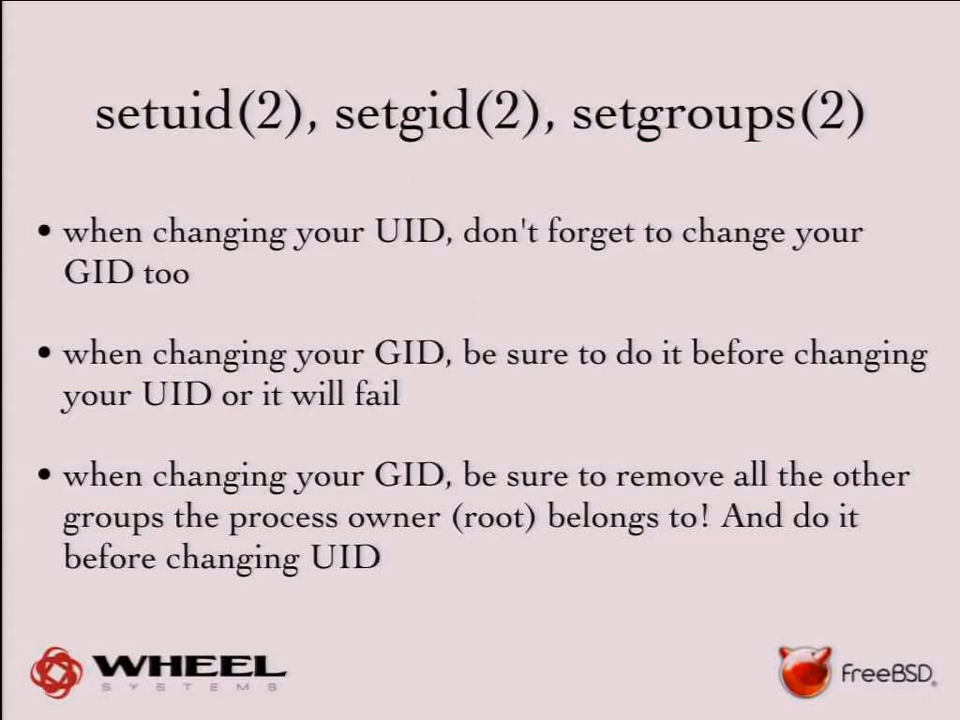 setuid(2), setgid(2), setgroups(2)
• when changing your UID, don't forget to change your
GID too
• when changing your GID, be sure to do it before changing
your UID or it will fail
• when changing your GID, be sure to remove all the other
groups the process owner (root) belongs to! And do it
before changing UID
WHEEL
SYSTEMS
FreeBSD